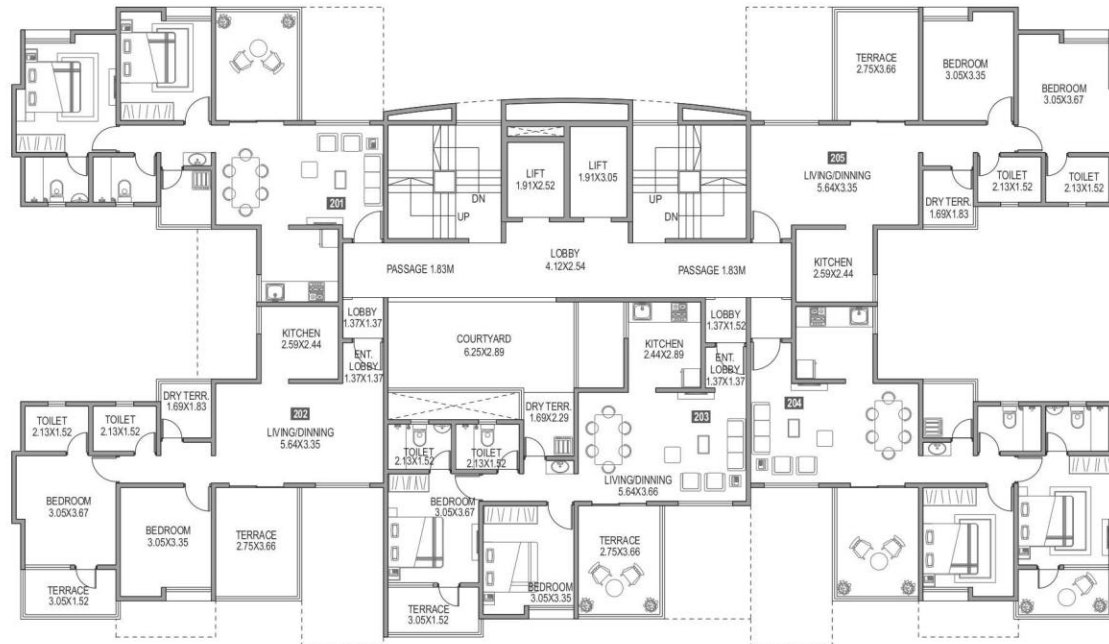 TERRACE
2.75X3.66
BEDROOM
3.05X3.35
BEDROOM
3.05X3.67
201
LIFT
1.91X2.52
LIFT
1.91X3.05
DN
UP
UP
DN
205
LIVING/DINNING
5.64X3.35
TOILET
2.13X1.52
TOILET
2.13X1.52
DRY TERR.
1.69X1.83
PASSAGE 1.83M
LOBBY
4.12X2.54
PASSAGE 1.83M
KITCHEN
2.59X2.44
LOBBY
1.37X1.37
ENT.
LOBBY
1.37X1.37
KITCHEN
2.59X2.44
COURTYARD
6.25X2.89
KITCHEN
2.44X2.89
LOBBY
1.37X1.52
ENT.
LOBBY
1.37X1.37
DRY TERR.
1.69X1.83
TOILET
2.13X1.52
TOILET
2.13X1.52
202
LIVING/DINNING
5.64X3.35
DRY TERR.
1.69X2.29
203
204
TOILET
2.13X1.52
TOILET
2.13X1.52
LIVING/DINNING
5.64X3.66
BEDROOM
3.05X3.67
BEDROOM
3.05X3.35
TERRACE
2.75X3.66
BEDROOM
3.05X3.67
TERRACE
2.75X3.66
BEDROOM
3.05X3.35
TERRACE
3.05X1.52
TERRACE
3.05X1.52